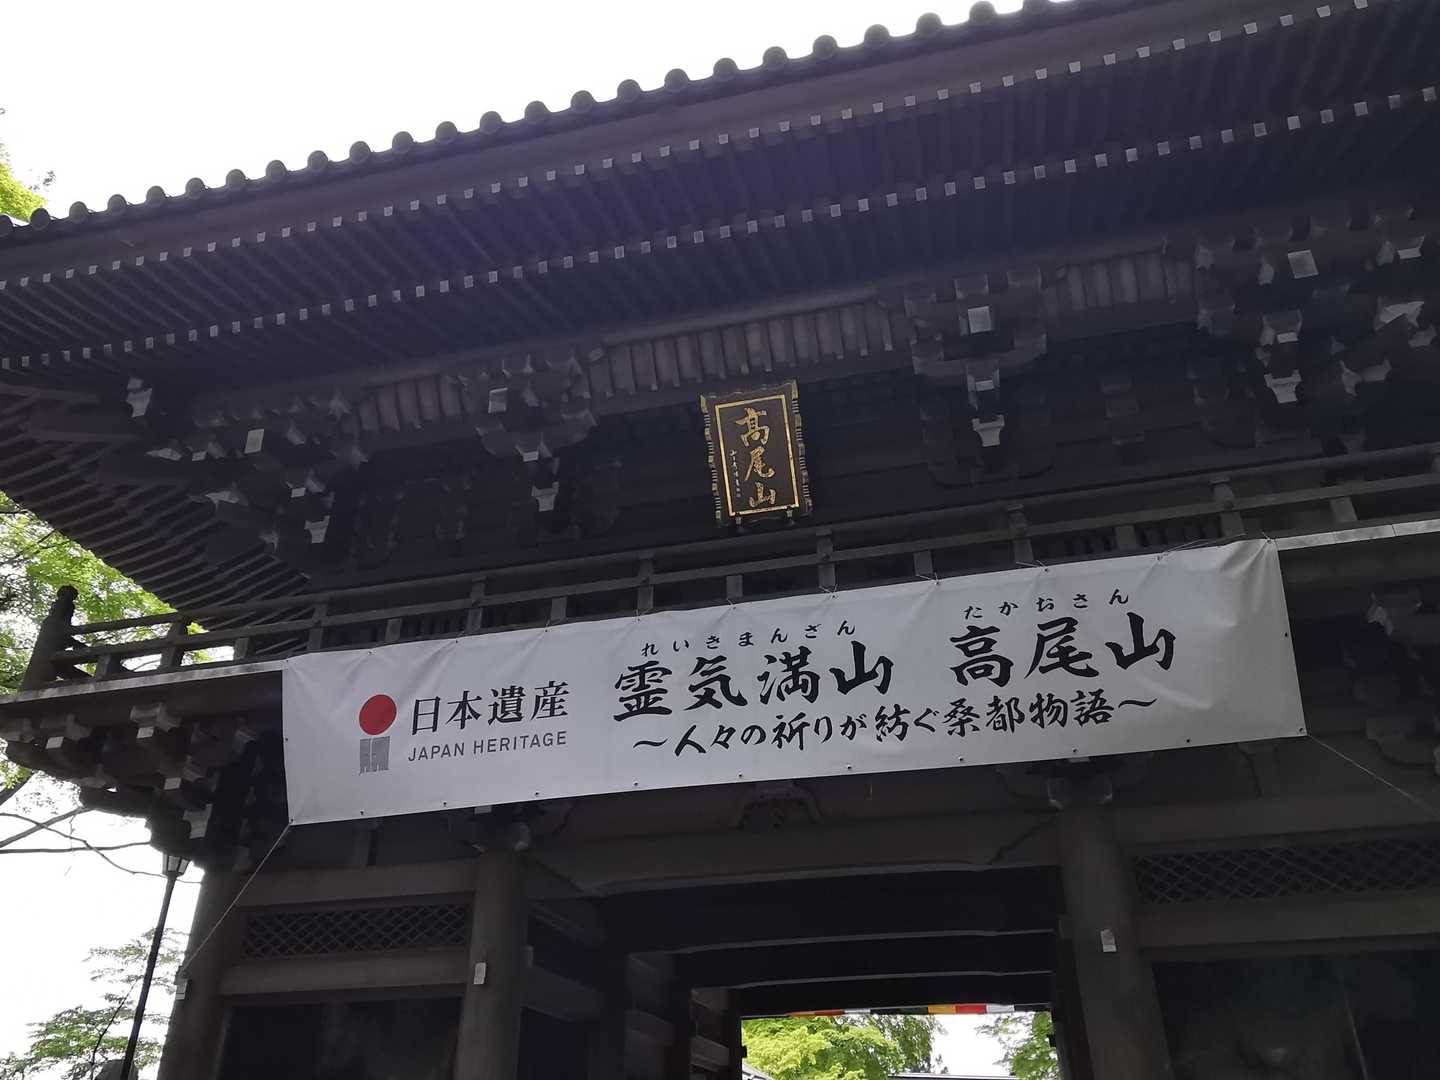 高尾山
日本遺産
JAPAN HERITAGE
れいきまんざん たかおさん
霊気満山 高尾山
～人々の祈りが紡ぐ桑都物語～